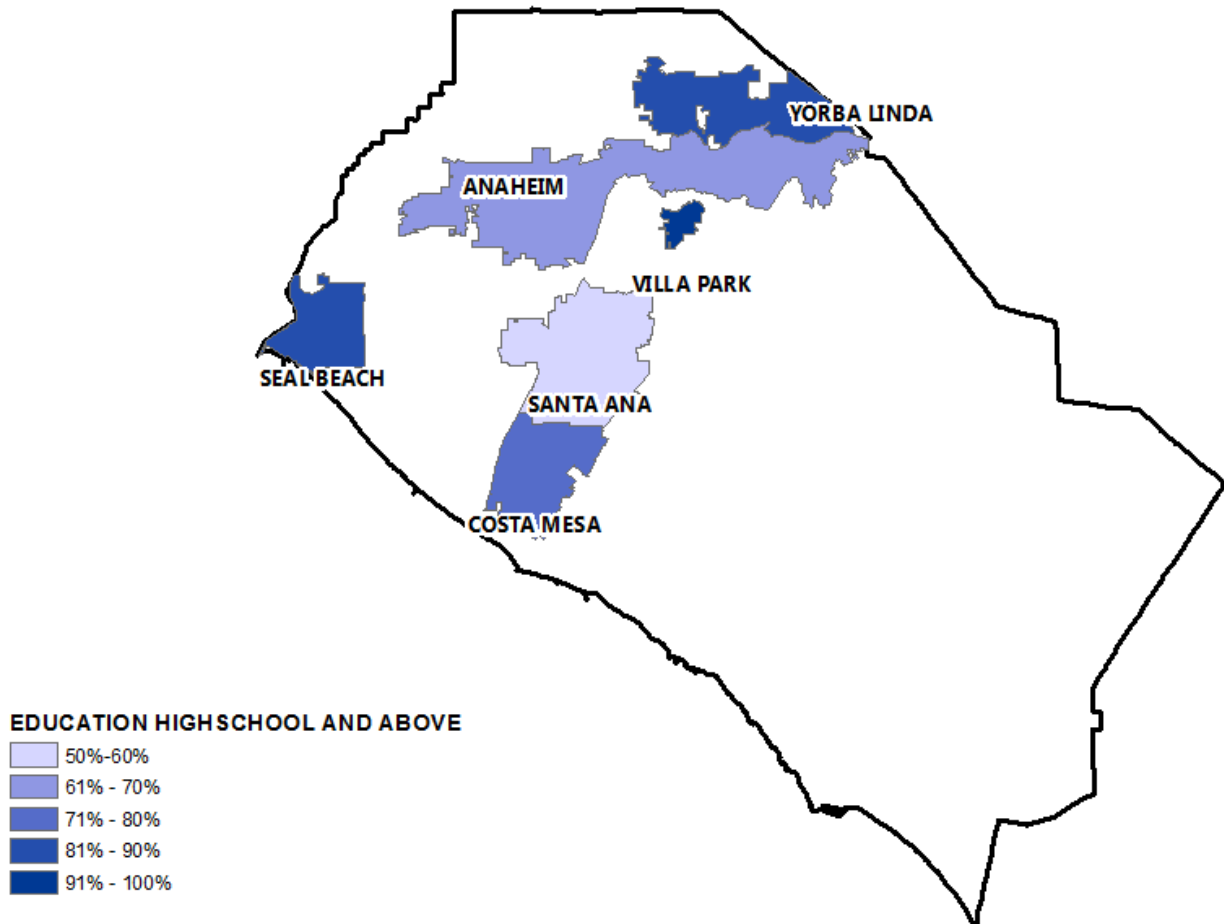 YORBA LINDA
ANAHEIM
VILLA PARK
SEAL BEACH
SANTA ANA
COSTA MESA
EDUCATION HIGHSCHOOL AND ABOVE
50%-60%
61% - 70%
71% - 80%
81% - 90%
91% - 100%